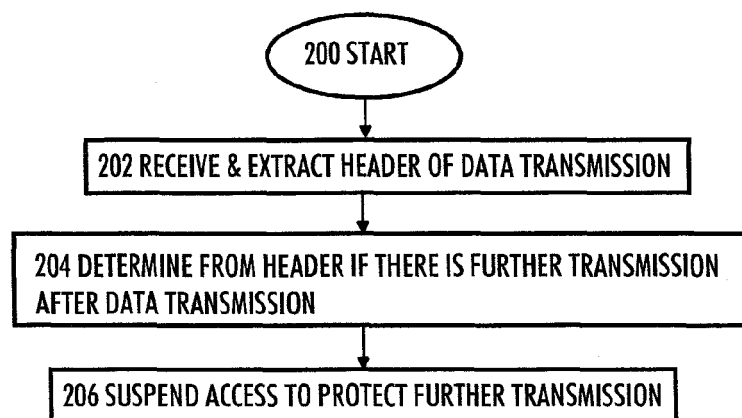 200 START
202 RECEIVE & EXTRACT HEADER OF DATA TRANSMISSION
204 DETERMINE FROM HEADER IF THERE IS FURTHER TRANSMISSION
AFTER DATA TRANSMISSION
206 SUSPEND ACCESS TO PROTECT FURTHER TRANSMISSION